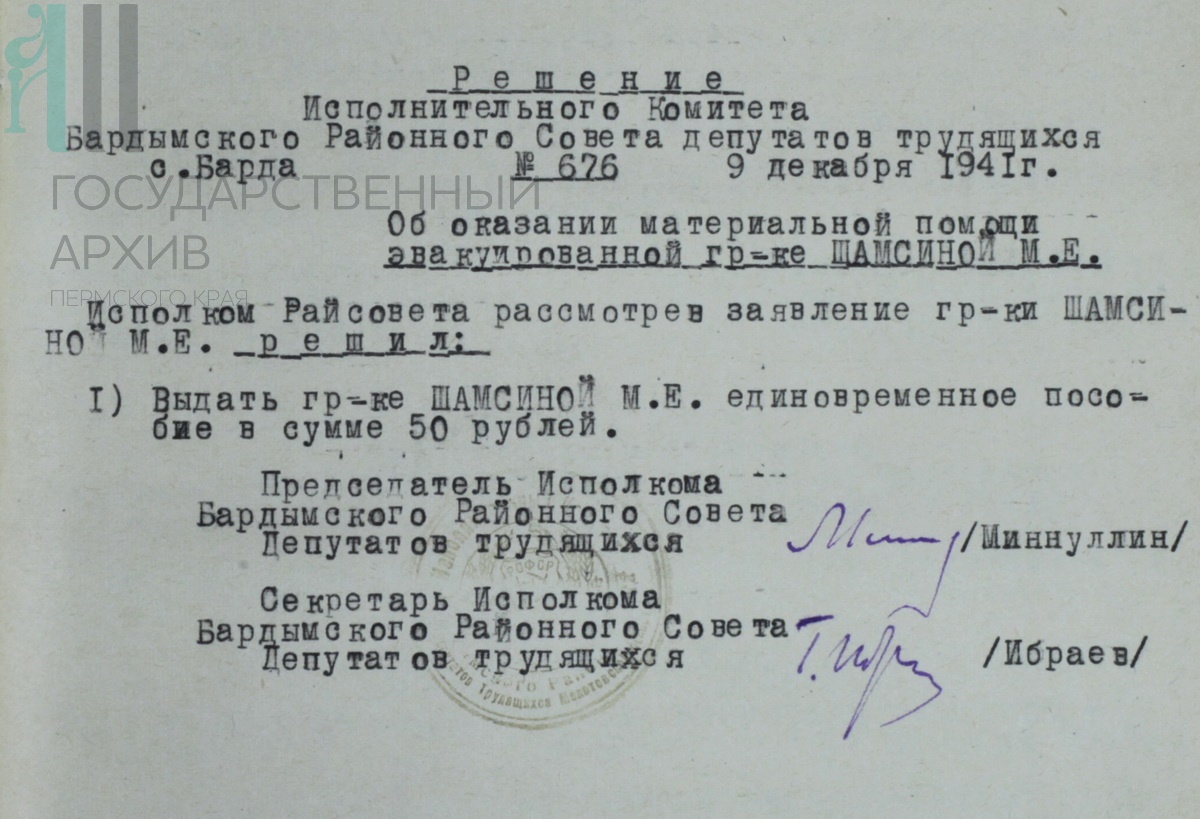 Решение
Исполнительного Комитета
Бардымского Районного Совета депутатов трудящихся
с.Барда № 676 9 декабря 1941г.
ГОСУДАРСТВЕННЫЙ
АРХИВ
ПЕРМСКОГО КРАЯ
Об оказании материальной помощи
эвакуированной гр-ке ШАМСИНОЙ М.Е.
Исполком Райсовета рассмотрев заявление гр-ки ШАМСИ-
НОЙ М.Е. решил:
I) Выдать гр-ке ШАМСИНОЙ М.Е. единовременное посо-
бие в сумме 50 рублей.
Председатель Исполкома
Бардымского Районного Совета
Депутатов трудящихся /Миннуллин/
Секретарь Исполкома
Бардымского Районного Совета
Депутатов трудящихся /Ибраев/